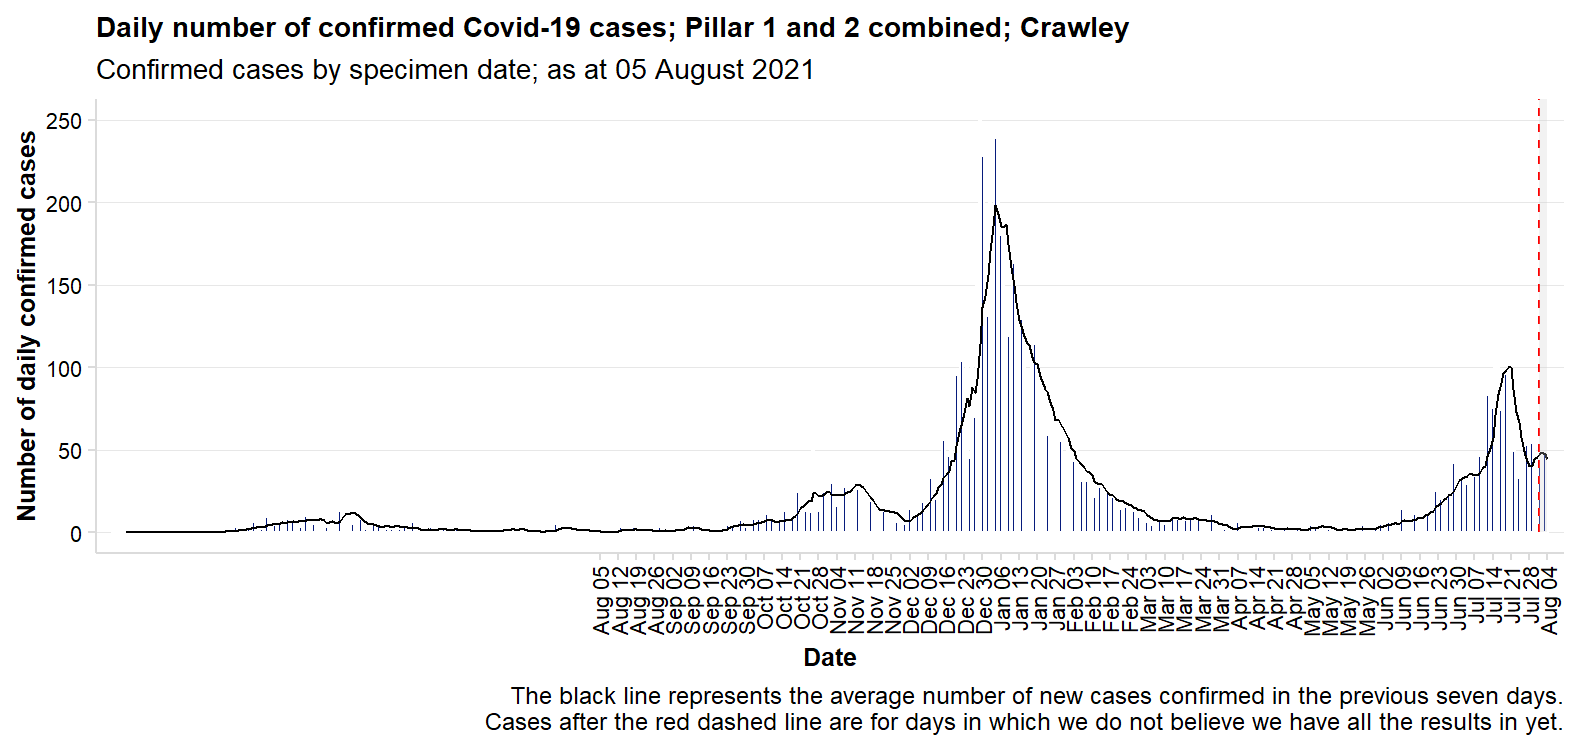 Daily number of confirmed Covid-19 cases; Pillar 1 and 2 combined; Crawley
Confirmed cases by specimen date; as at 05 August 2021
Number of daily confirmed cases
250
200
150
100
50
0
Aug 05
Aug 12
Aug 19
Aug 26
Sep 02
Sep 09
Sep 16
Sep 23
Sep 30
Oct 07
Oct 14
Oct 21
Oct 28
Nov 04
Nov 11
Nov 18
Nov 25
Dec 02
Dec 09
Dec 16
Dec 23
Dec 30
Jan 06
Jan 13
Jan 20
Jan 27
Feb 03
Feb 10
Feb 17
Feb 24
Mar 03
Mar 10
Mar 17
Mar 24
Mar 31
Apr 07
Apr 14
Apr 21
Apr 28
May 05
May 12
May 19
May 26
Jun 02
Jun 09
Jun 16
Jun 23
Jun 30
Jul 07
Jul 14
Jul 21
Jul 28
Aug 04
Date
The black line represents the average number of new cases confirmed in the previous seven days.
Cases after the red dashed line are for days in which we do not believe we have all the results in yet.